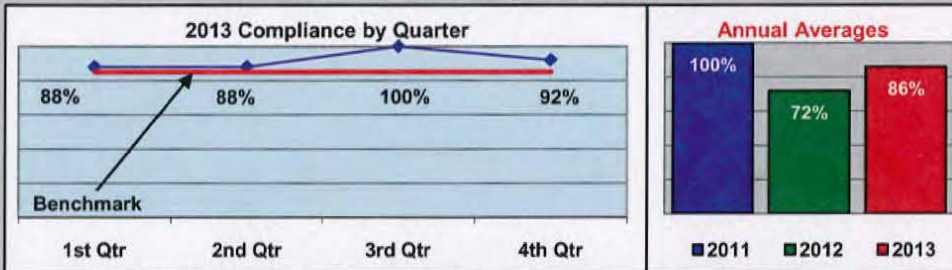 2013 Compliance by Quarter
88%
88%
100%
92%
Benchmark
1st Qtr
2nd Qtr
3rd Qtr
4th Qtr
Annual Averages
100%
72%
86%
2011
2012
2013